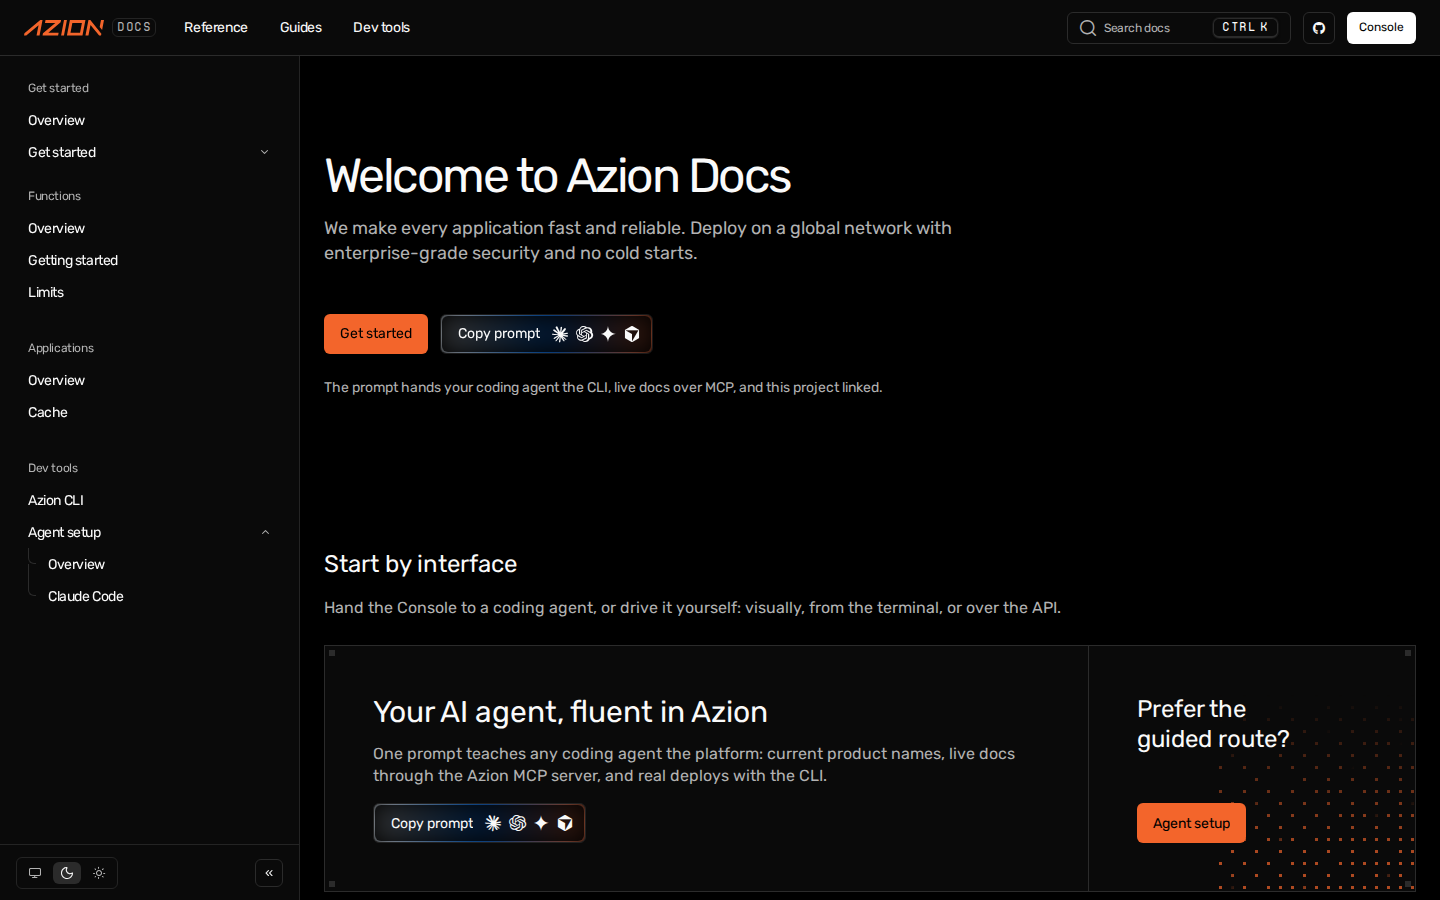 AZION DOCS Reference Guides Dev tools Search docs CTRL K Console
Get started
Overview
Get started
Functions
Overview
Getting started
Limits
Applications
Overview
Cache
Dev tools
Azion CLI
Agent setup
Overview
Claude Code
Welcome to Azion Docs
We make every application fast and reliable. Deploy on a global network with
enterprise-grade security and no cold starts.
Get started Copy prompt
The prompt hands your coding agent the CLI, live docs over MCP, and this project linked.
Start by interface
Hand the Console to a coding agent, or drive it yourself: visually, from the terminal, or over the API.
Your AI agent, fluent in Azion
One prompt teaches any coding agent the platform: current product names, live docs
through the Azion MCP server, and real deploys with the CLI.
Copy prompt
Prefer the
guided route?
Agent setup